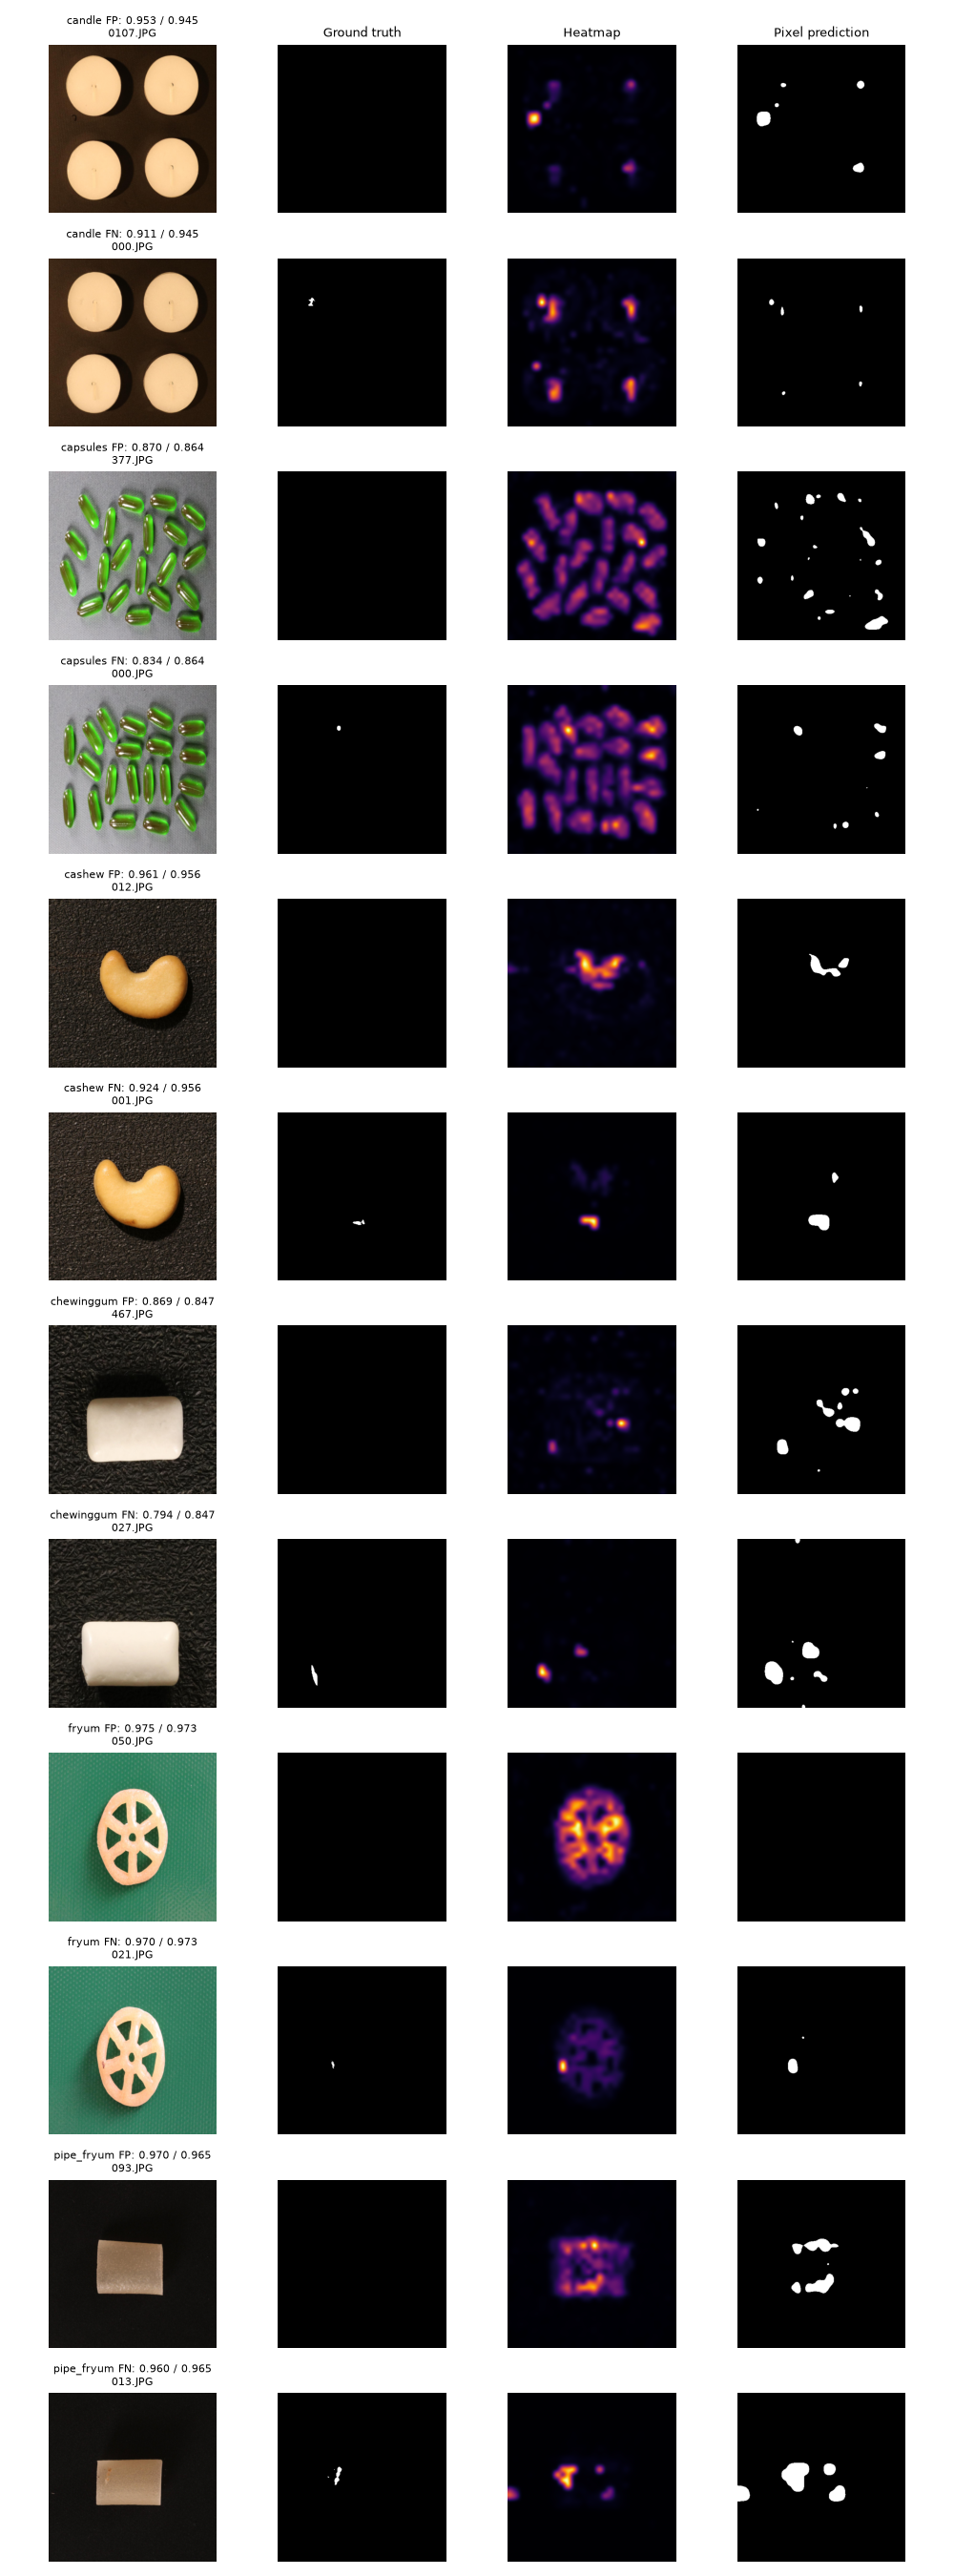 candle FP: 0.953 / 0.945
0107.JPG
Ground truth
Heatmap
Pixel prediction
candle FN: 0.911 / 0.945
000.JPG
capsules FP: 0.870 / 0.864
377.JPG
capsules FN: 0.834 / 0.864
000.JPG
cashew FP: 0.961 / 0.956
012.JPG
cashew FN: 0.924 / 0.956
001.JPG
chewinggum FP: 0.869 / 0.847
467.JPG
chewinggum FN: 0.794 / 0.847
027.JPG
fryum FP: 0.975 / 0.973
050.JPG
fryum FN: 0.970 / 0.973
021.JPG
pipe_fryum FP: 0.970 / 0.965
093.JPG
pipe_fryum FN: 0.960 / 0.965
013.JPG